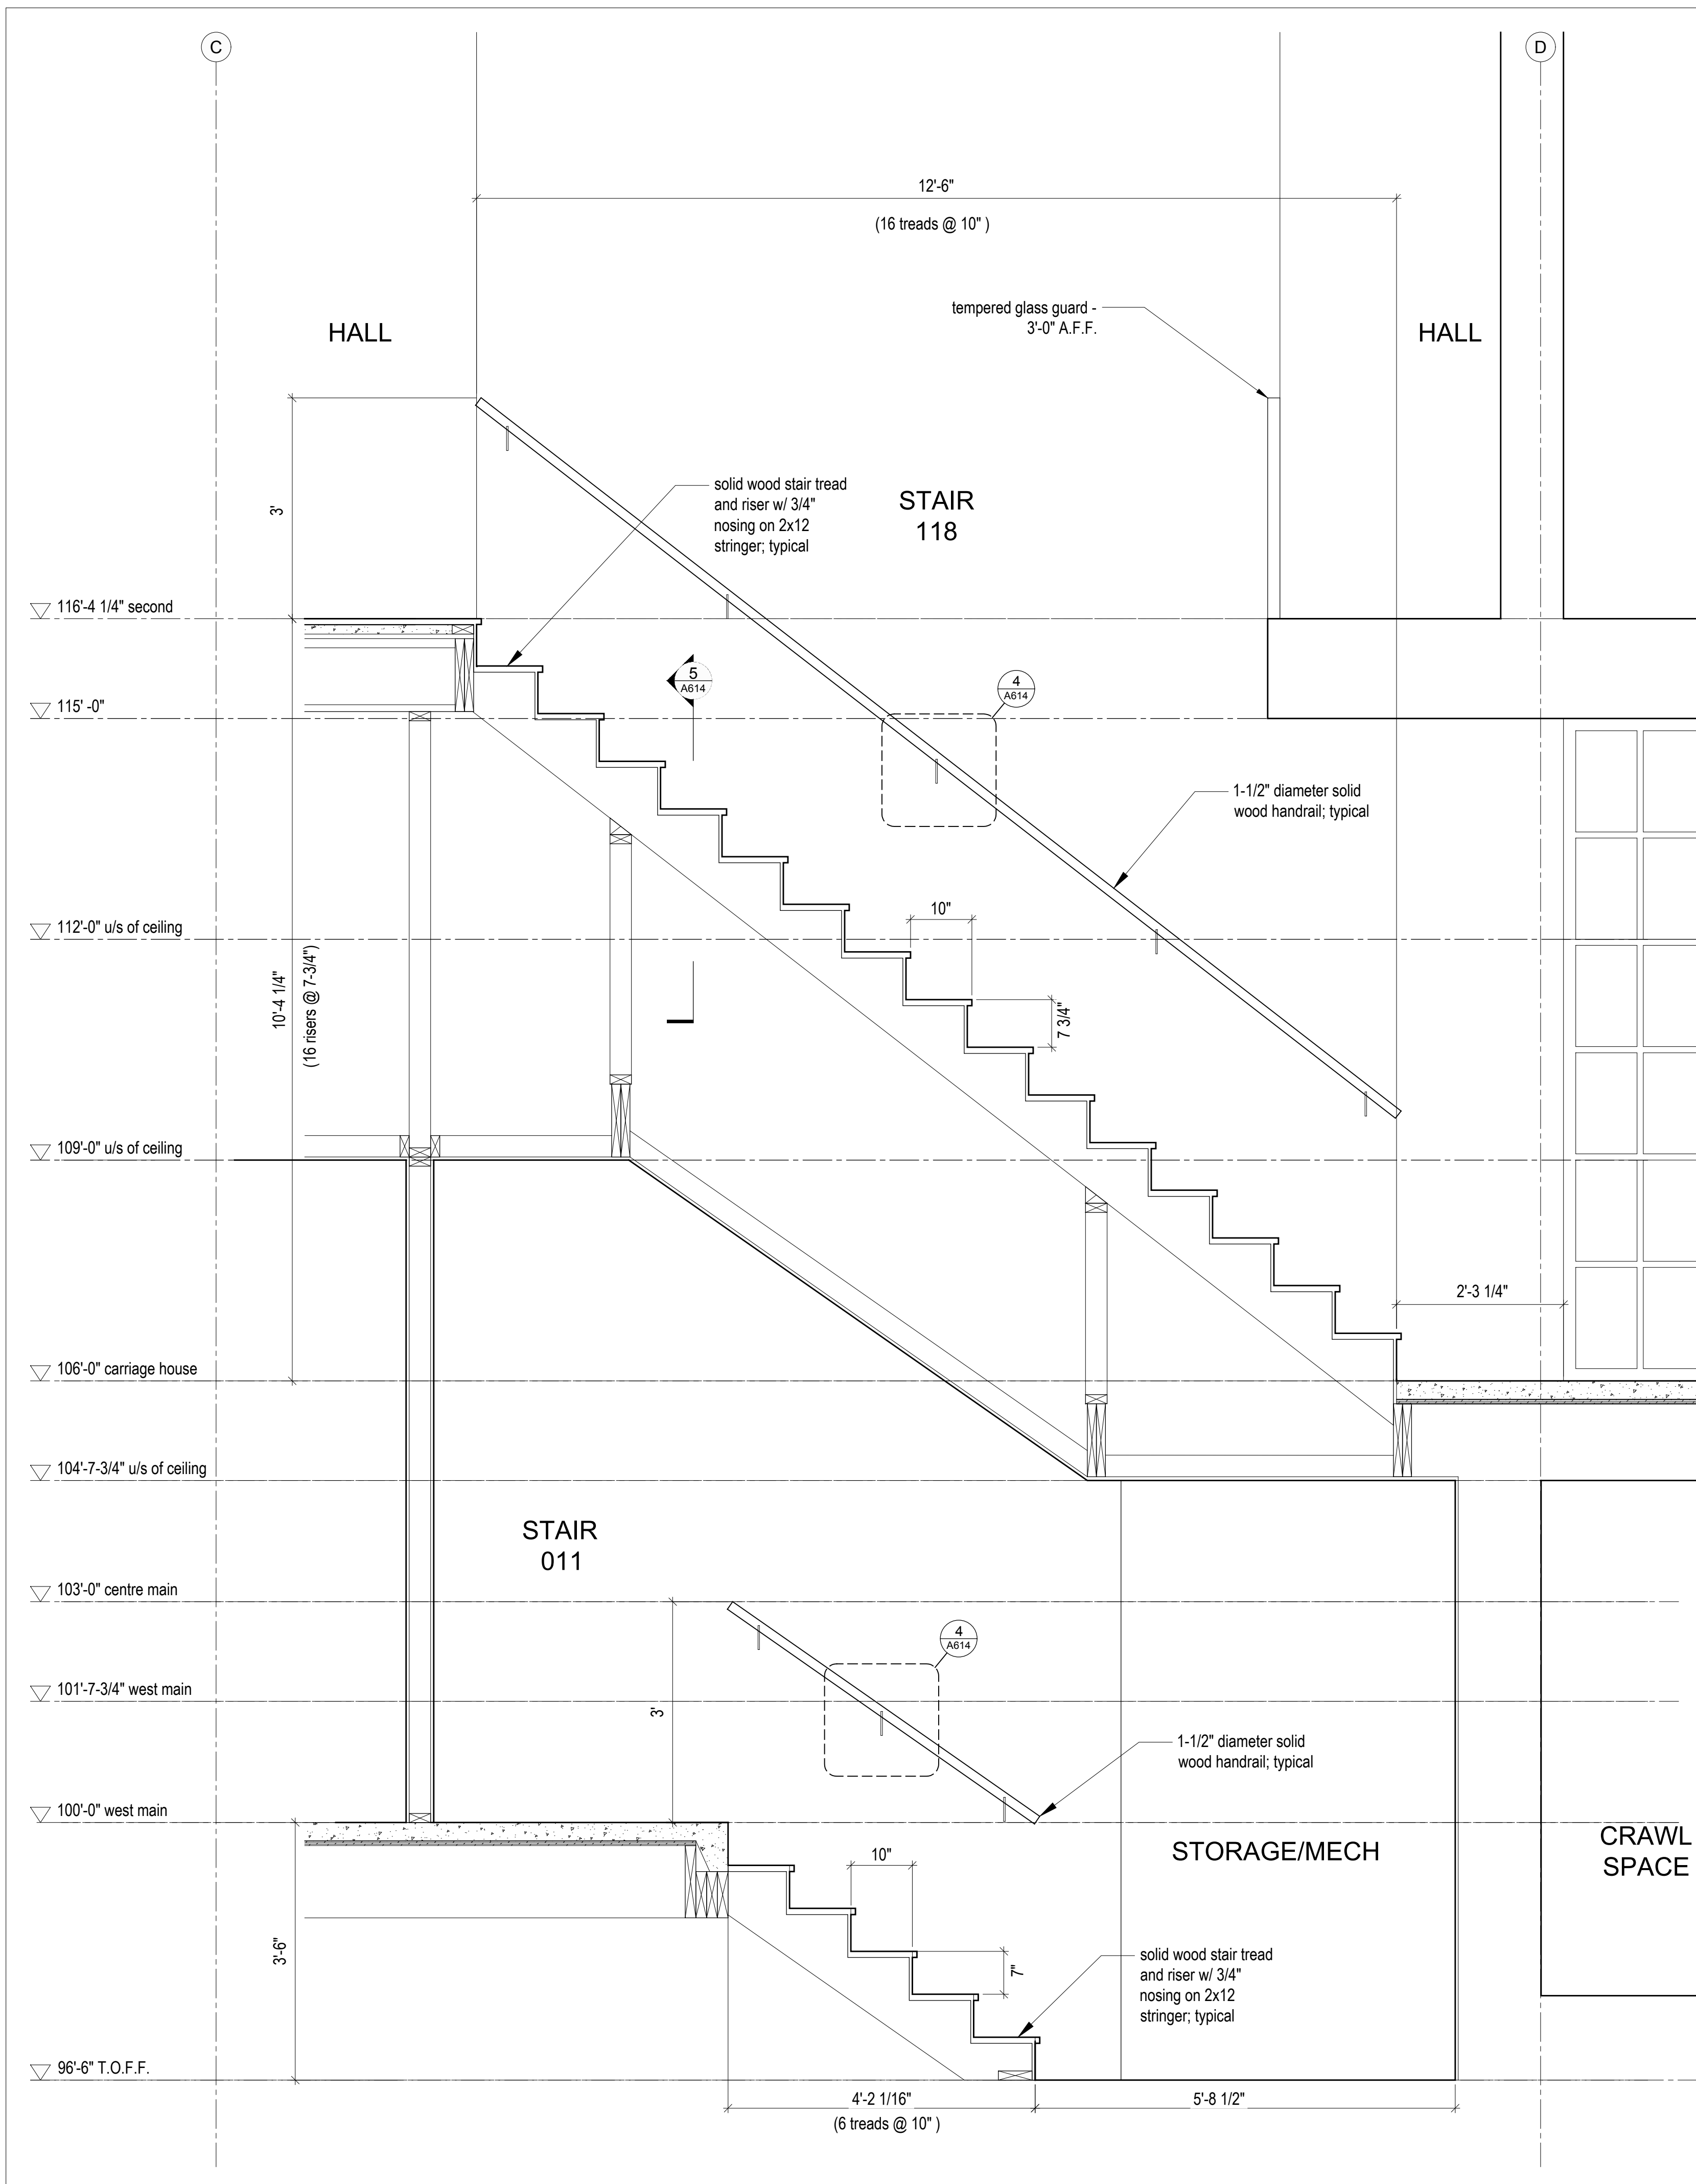 C
D
12'-6"
(16 treads @ 10" )
tempered glass guard -
3'-0" A.F.F.
HALL
HALL
3'
solid wood stair tread
and riser w/ 3/4"
nosing on 2x12
stringer; typical
STAIR
118
116'-4 1/4" second
5
A614
4
A614
115' -0"
1-1/2" diameter solid
wood handrail; typical
10"
112'-0" u/s of ceiling
10'-4 1/4"
(16 risers @ 7-3/4")
7 3/4"
109'-0" u/s of ceiling
2'-3 1/4"
106'-0" carriage house
104'-7-3/4" u/s of ceiling
STAIR
011
103'-0" centre main
4
A614
101'-7-3/4" west main
3'
1-1/2" diameter solid
wood handrail; typical
100'-0" west main
CRAWL
SPACE
STORAGE/MECH
10"
3'-6"
7"
solid wood stair tread
and riser w/ 3/4"
nosing on 2x12
stringer; typical
96'-6" T.O.F.F.
4'-2 1/16"
(6 treads @ 10" )
5'-8 1/2"